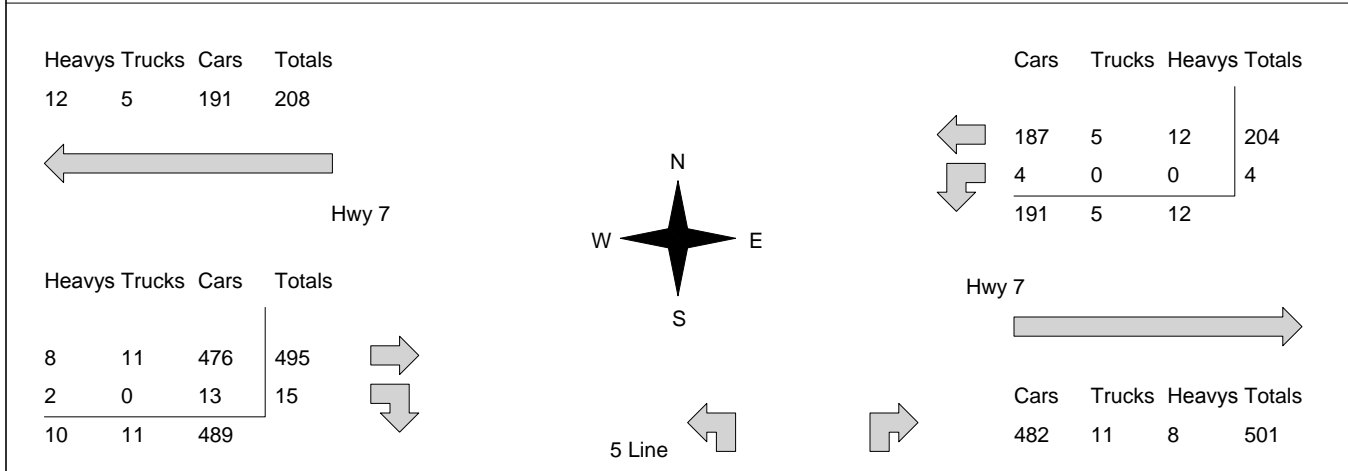 Heavys Trucks Cars Totals
12 5 191 208
Hwy 7
Heavys Trucks Cars Totals
8 11 476 495
2 0 13 15
10 11 489
N
W E
S
5 Line
Cars Trucks Heavys Totals
187 5 12 204
4 0 0 4
191 5 12
Hwy 7
Cars Trucks Heavys Totals
482 11 8 501